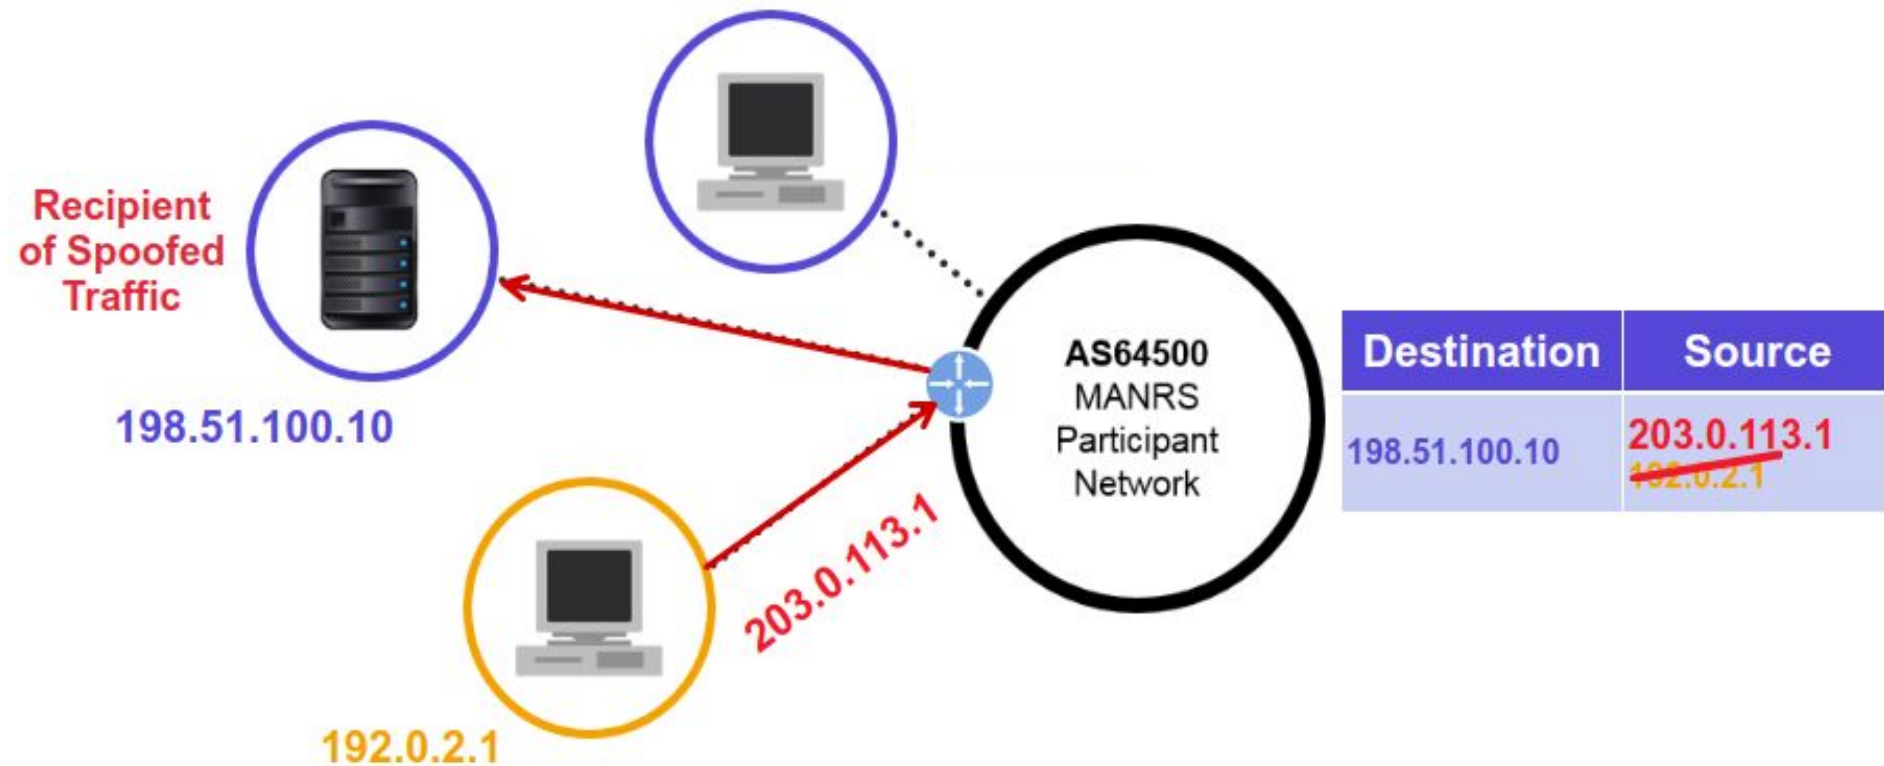 Recipient
of Spoofed
Traffic
198.51.100.10
192.0.2.1
203.0.113.1
AS64500
MANRS
Participant
Network
Destination Source
198.51.100.10 203.0.113.1
192.0.2.1